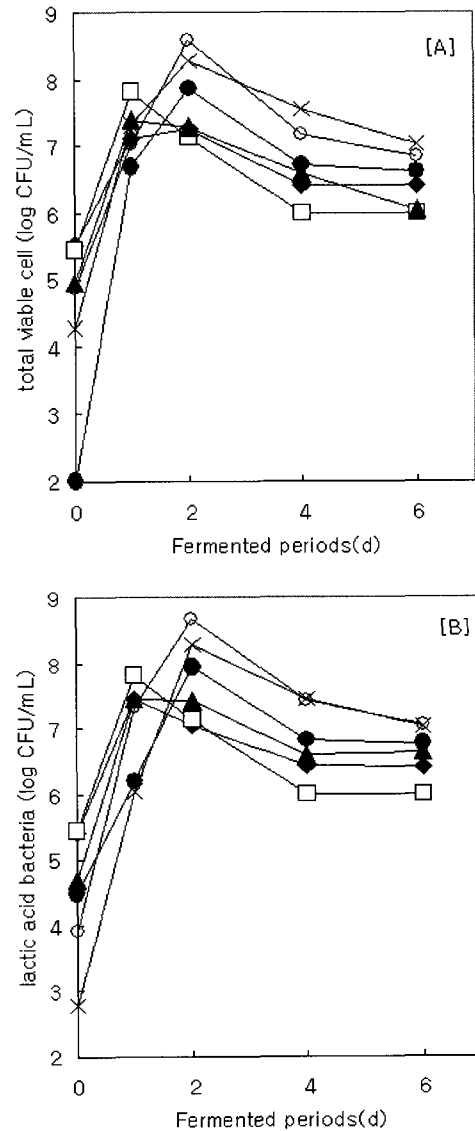 [A]
total viable cell (log CFU/mL)
9
8
7
6
5
4
3
2
0 2 4 6
Fermented periods(d)
[B]
lactic acid bacteria (log CFU/mL)
9
8
7
6
5
4
3
2
0 2 4 6
Fermented periods(d)